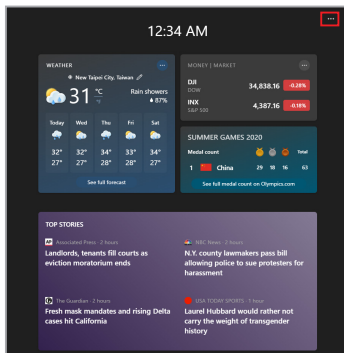 12:34 AM
WEATHER
New Taipei City, Taiwan
31 °C
°F
Rain showers
87%
Today Wed Thu Fri Sat
32° 32° 34° 33° 34°
27° 27° 28° 27° 27°
See full forecast
MONEY | MARKET
DJI
DOW
34,838.16 -0.28%
INX
S&P 500
4,387.16 -0.18%
SUMMER GAMES 2020
Medal count Total
1 China 29 18 16 63
See full medal count on Olympics.com
TOP STORIES
AP Associated Press · 2 hours
Landlords, tenants fill courts as
eviction moratorium ends
NBC News · 2 hours
N.Y. county lawmakers pass bill
allowing police to sue protesters for
harassment
The Guardian · 2 hours
Fresh mask mandates and rising Delta
cases hit California
USA TODAY SPORTS · 1 hour
Laurel Hubbard would rather not
carry the weight of transgender
history